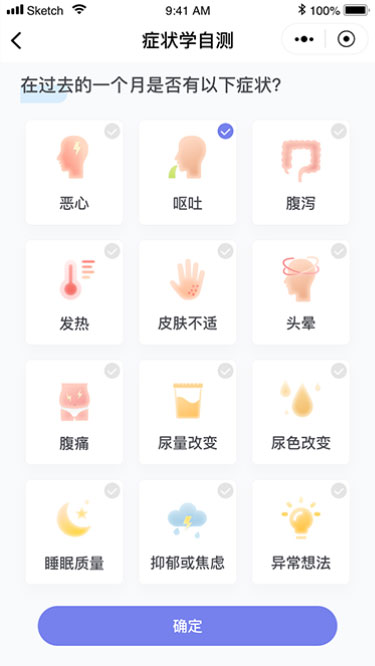 Sketch 9:41 AM 100%
症状学自测
在过去的一个月是否有以下症状?
恶心 呕吐 腹泻
发热 皮肤不适 头晕
腹痛 尿量改变 尿色改变
睡眠质量 抑郁或焦虑 异常想法
确定